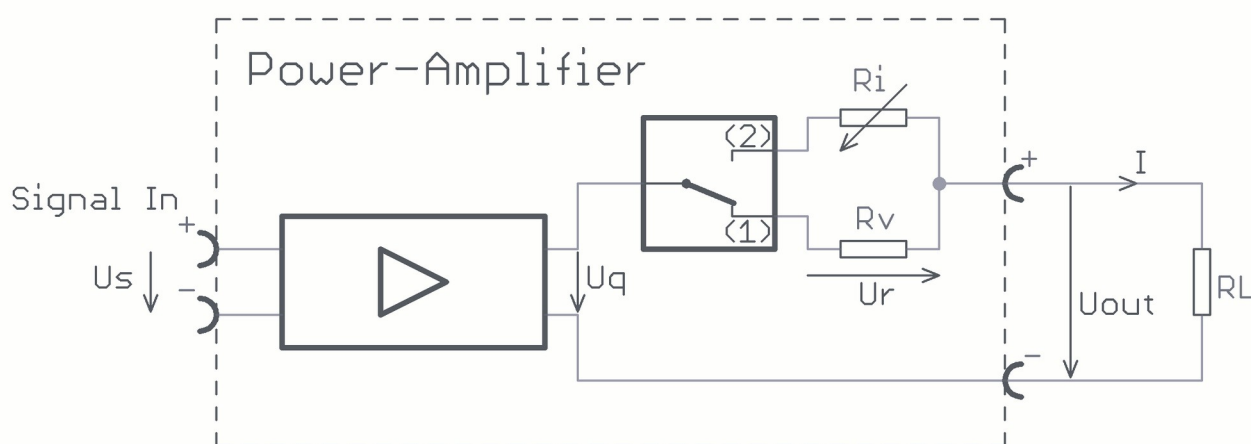 Power-Amplifier
Ri
(2)
+
I
Signal In
+
Rv
(1)
Us
Uq
Ur
Uout
RL
-
-